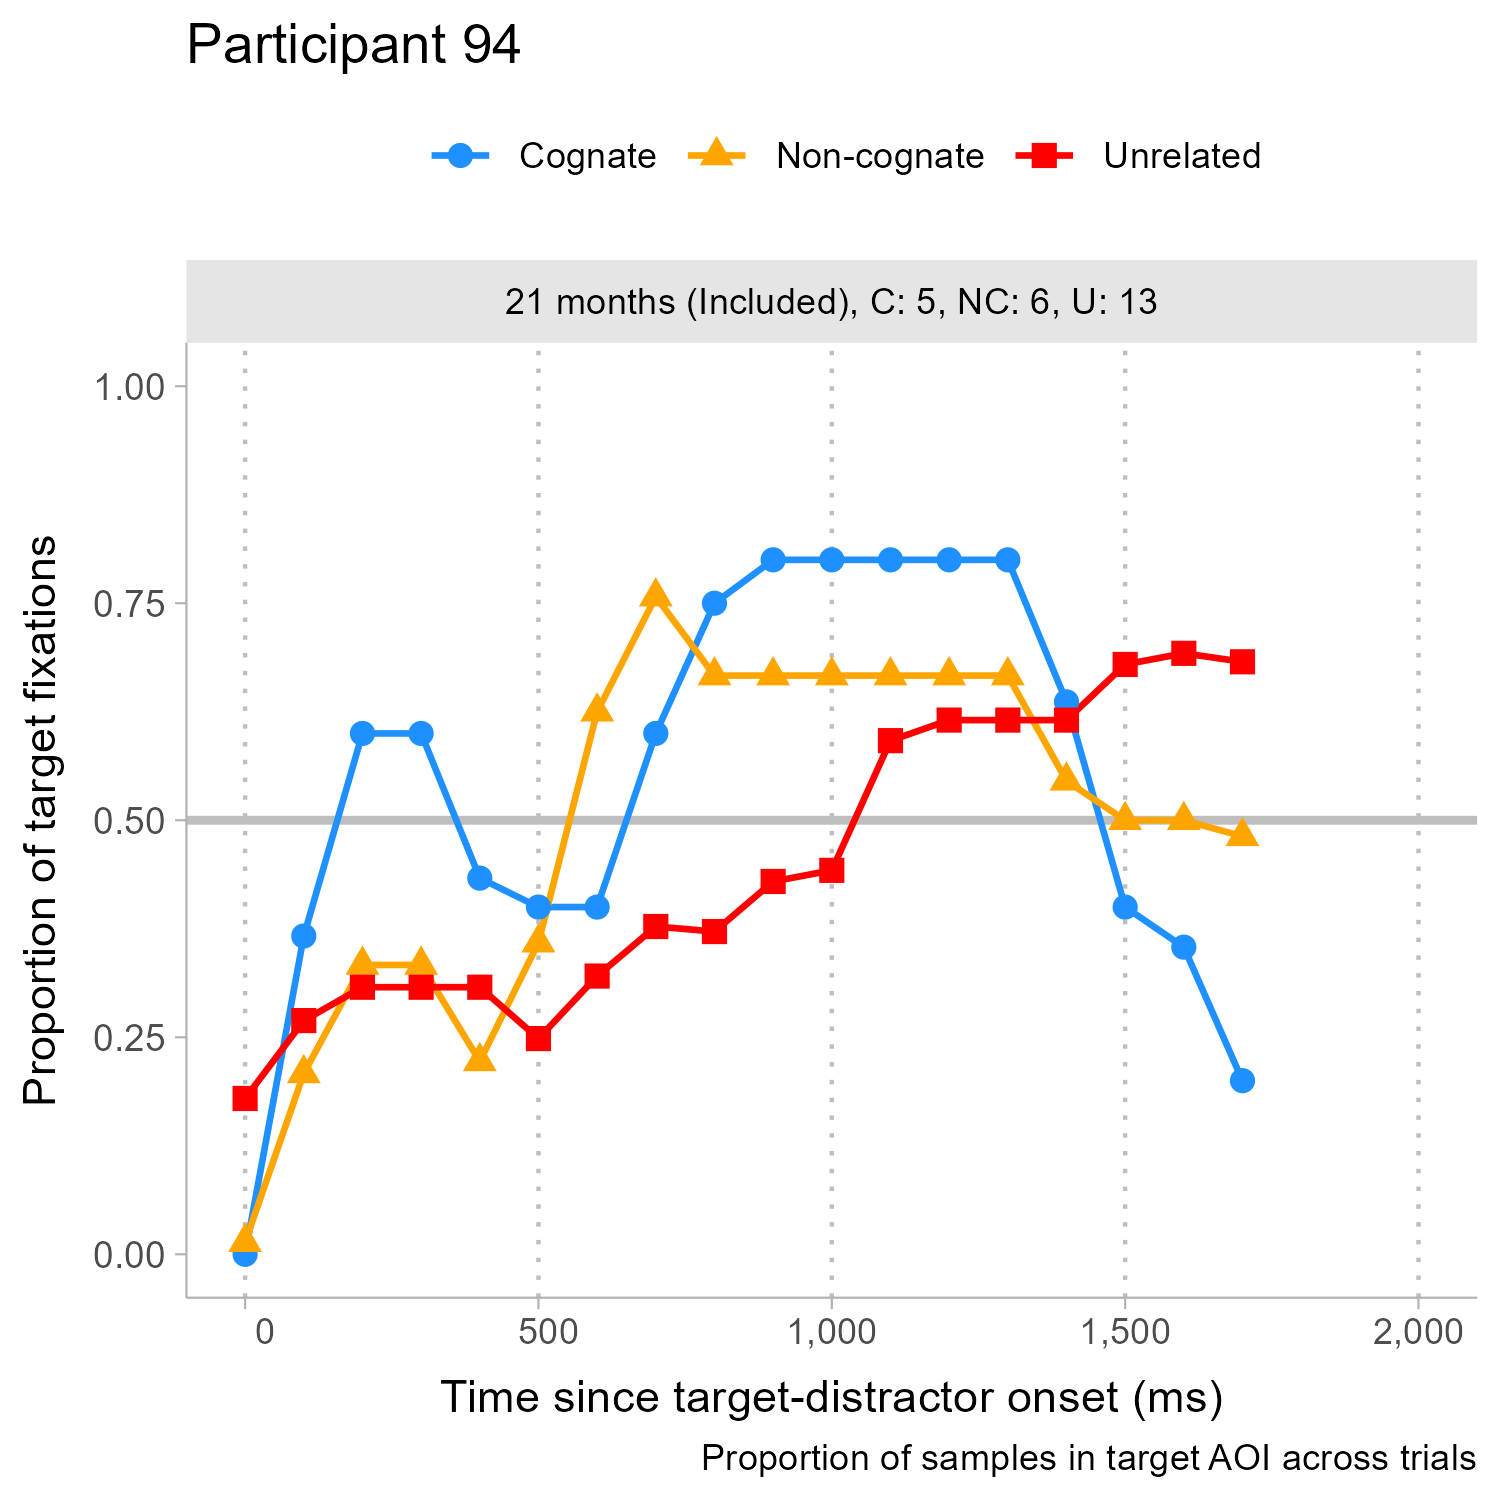 Participant 94
Cognate Non-cognate Unrelated
21 months (Included), C: 5, NC: 6, U: 13
1.00
0.75
0.50
0.25
0.00
Proportion of target fixations
0 500 1,000 1,500 2,000
Time since target-distractor onset (ms)
Proportion of samples in target AOI across trials